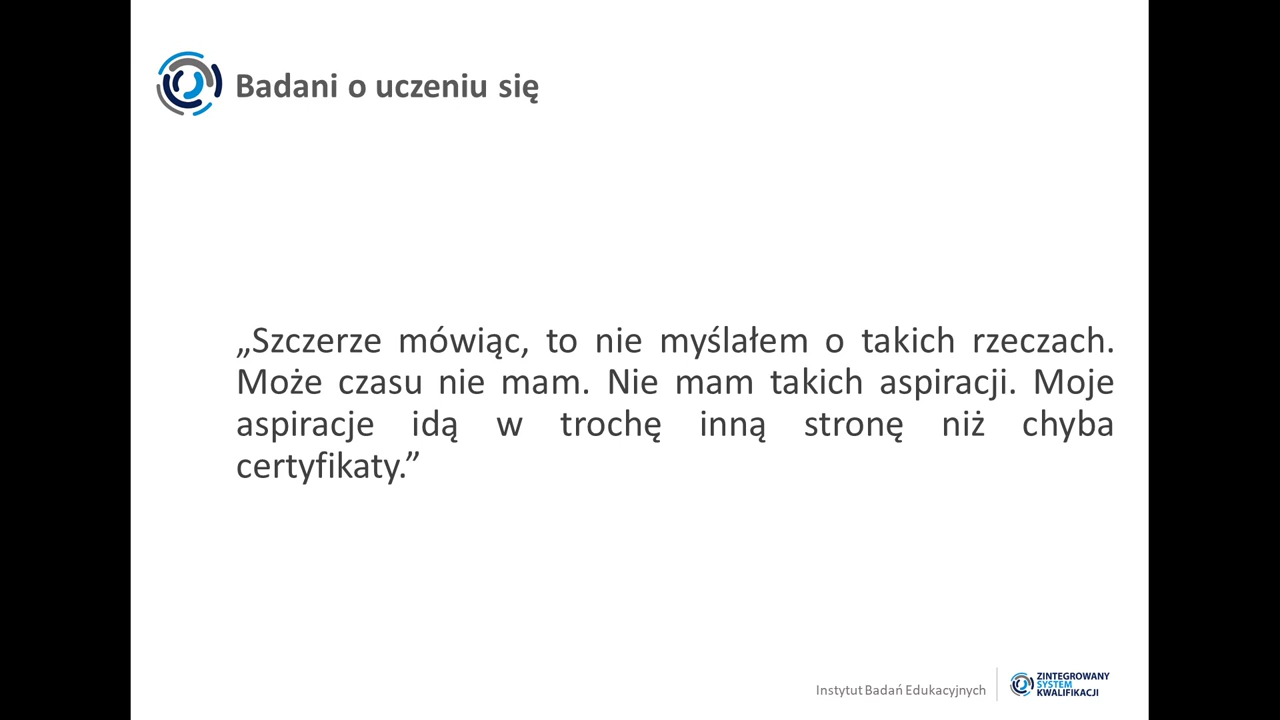 Badani o uczeniu się
„Szczerze mówiąc, to nie myślałem o takich rzeczach.
Może czasu nie mam. Nie mam takich aspiracji. Moje
aspiracje idą w trochę inną stronę niż chyba
certyfikaty.”
Instytut Badań Edukacyjnych
ZINTEGROWANY
SYSTEM
KWALIFIKACJI